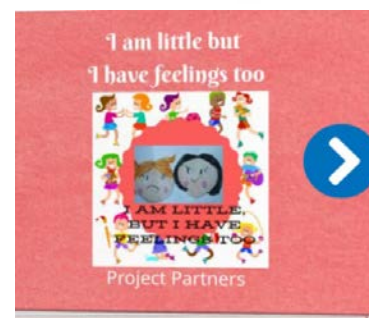 I am little but
I have feelings too
I AM LITTLE,
BUT I HAVE
FEELINGS TOO
Project Partners